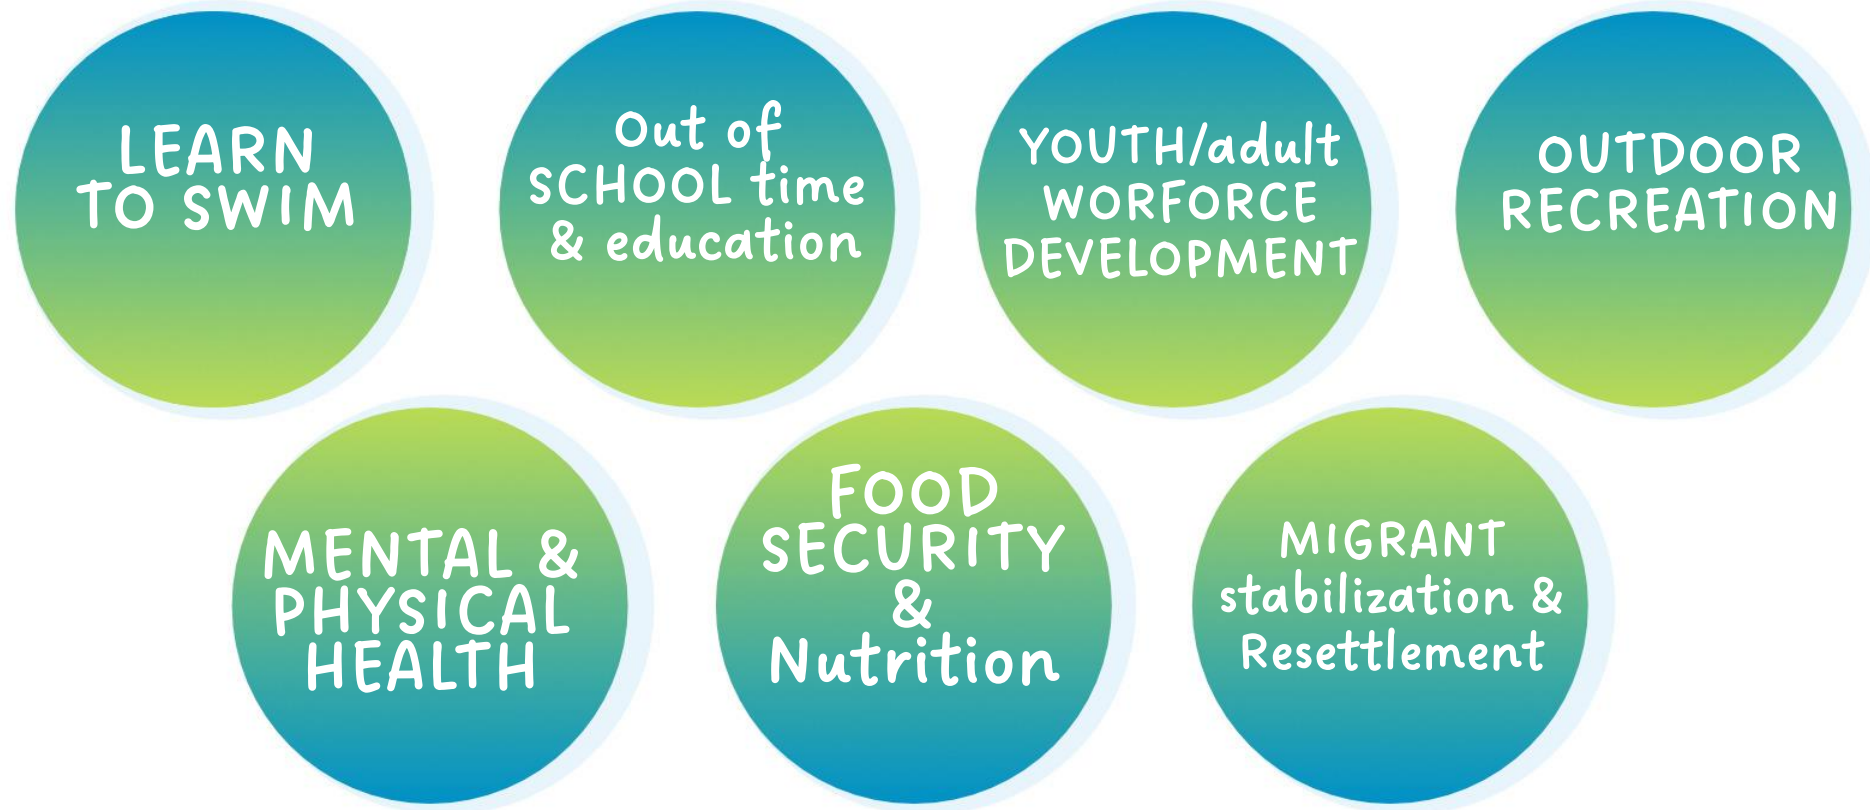 LEARN
TO SWIM
Out of
SCHOOL time
& education
YOUTH/adult
WORFORCE
DEVELOPMENT
OUTDOOR
RECREATION
MENTAL &
PHYSICAL
HEALTH
FOOD
SECURITY
&
Nutrition
MIGRANT
stabilization &
Resettlement